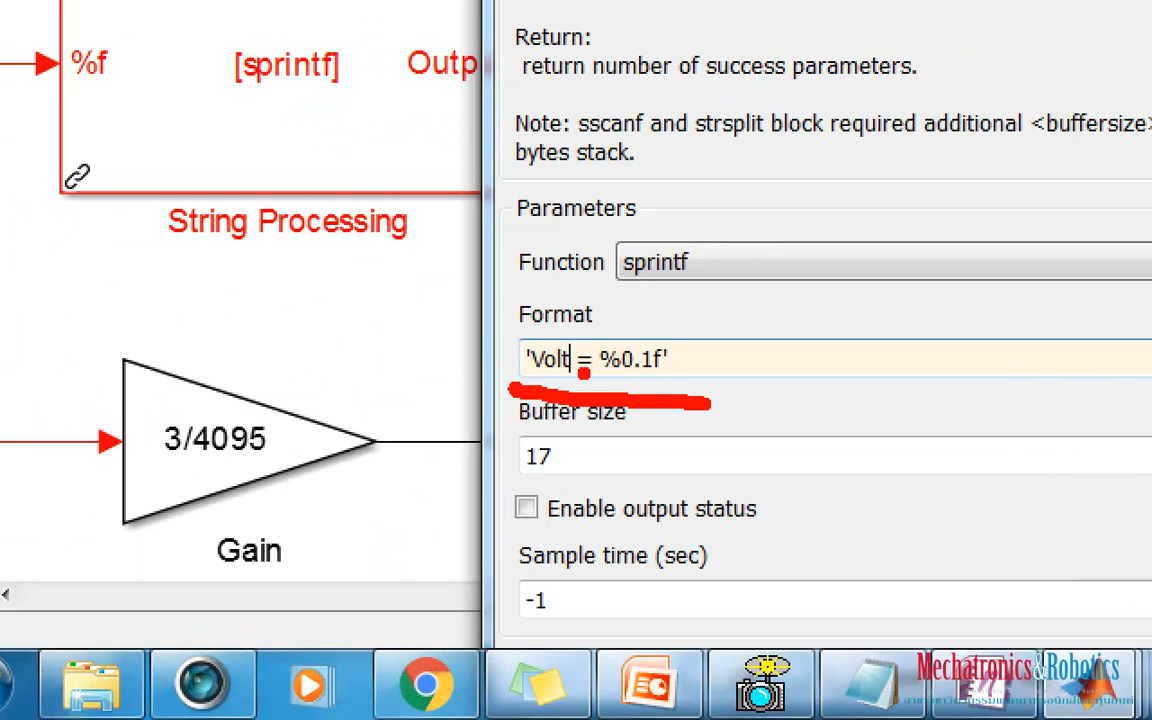 %f
[sprintf]
Outp
String Processing
3/4095
Gain
Return:
return number of success parameters.
Note: sscanf and strsplit block required additional <buffersize>
bytes stack.
Parameters
Function sprintf
Format
'Volt = %0.1f'
Buffer size
17
Enable output status
Sample time (sec)
-1
Mechatronics&Robotics